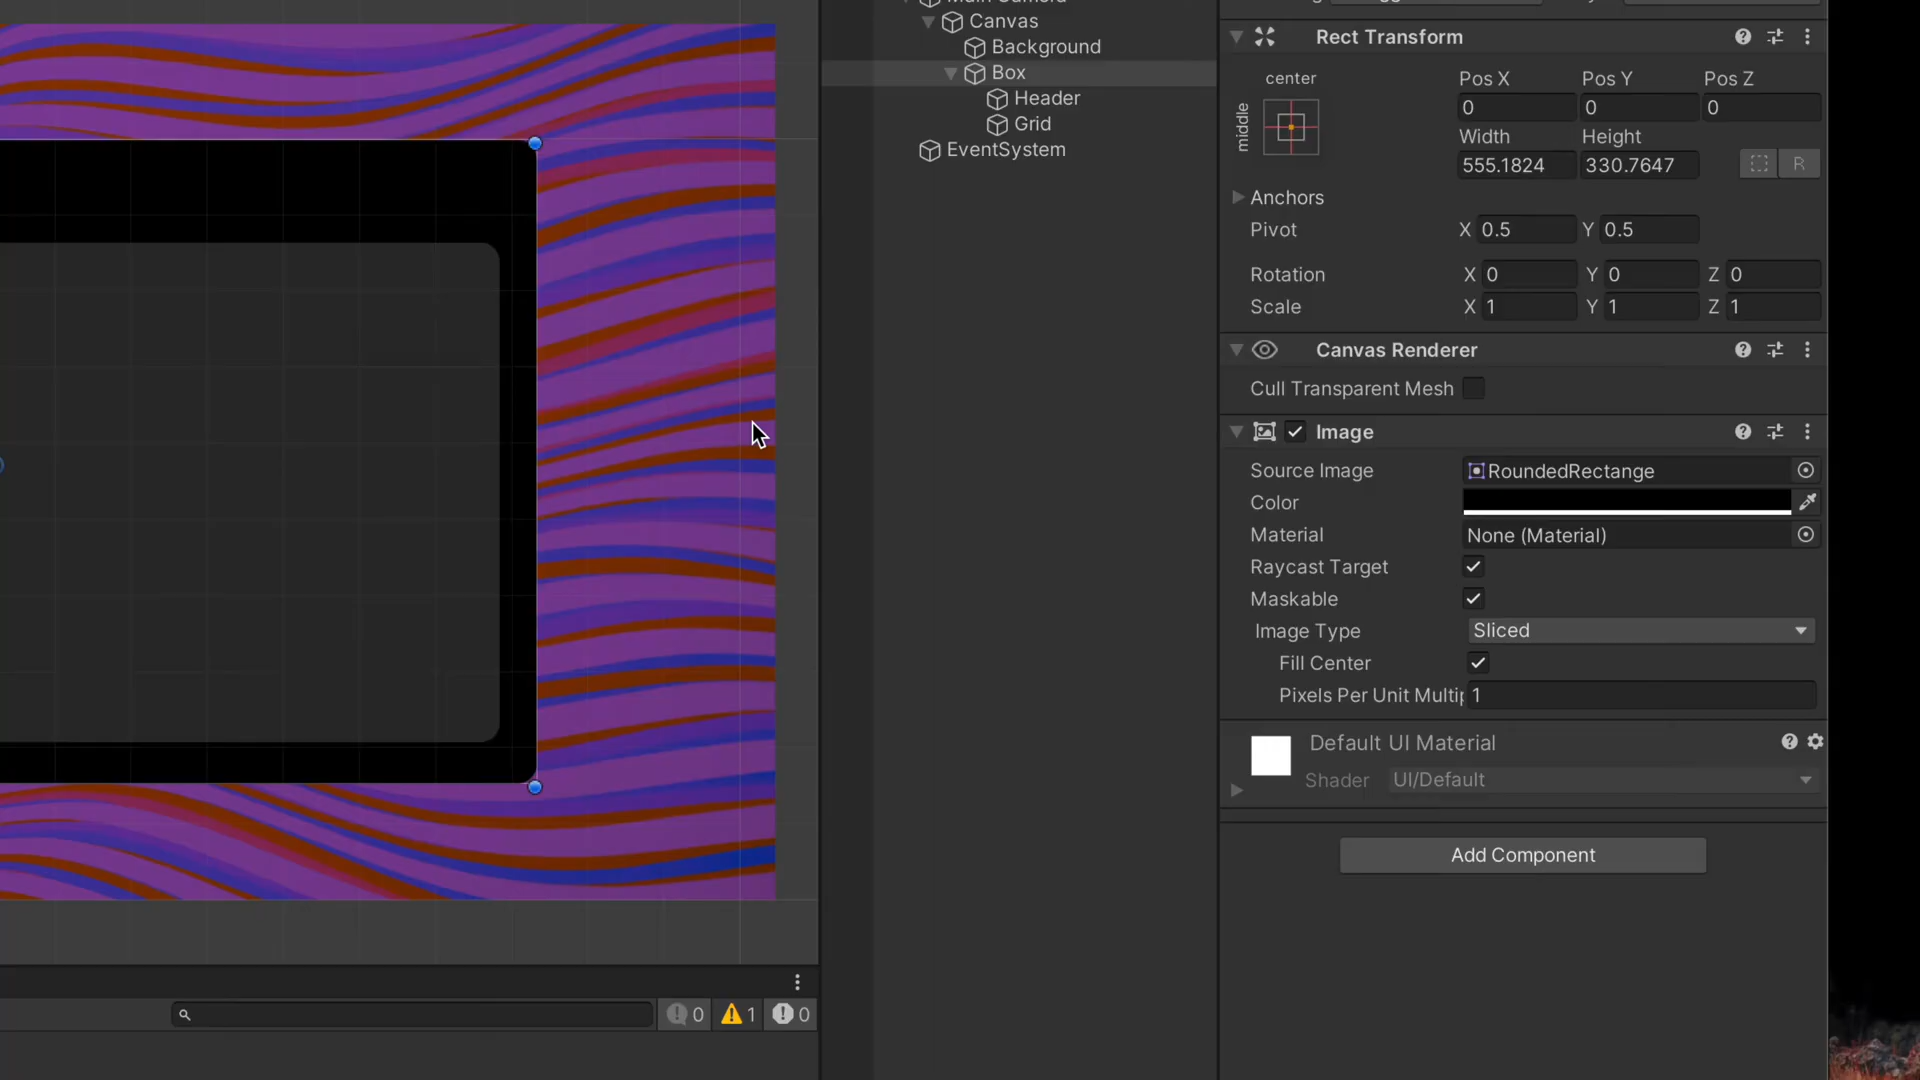 Canvas
Background
Box
Header
Grid
EventSystem
Rect Transform
center
middle
Pos X Pos Y Pos Z
0 0 0
Width Height
555.1824 330.7647
R
Anchors
Pivot X 0.5 Y 0.5
Rotation X 0 Y 0 Z 0
Scale X 1 Y 1 Z 1
Canvas Renderer
Cull Transparent Mesh
Image
Source Image RoundedRectange
Color
Material None (Material)
Raycast Target
Maskable
Image Type Sliced
Fill Center
Pixels Per Unit Multip 1
Default UI Material
Shader UI/Default
Add Component
0 1 0